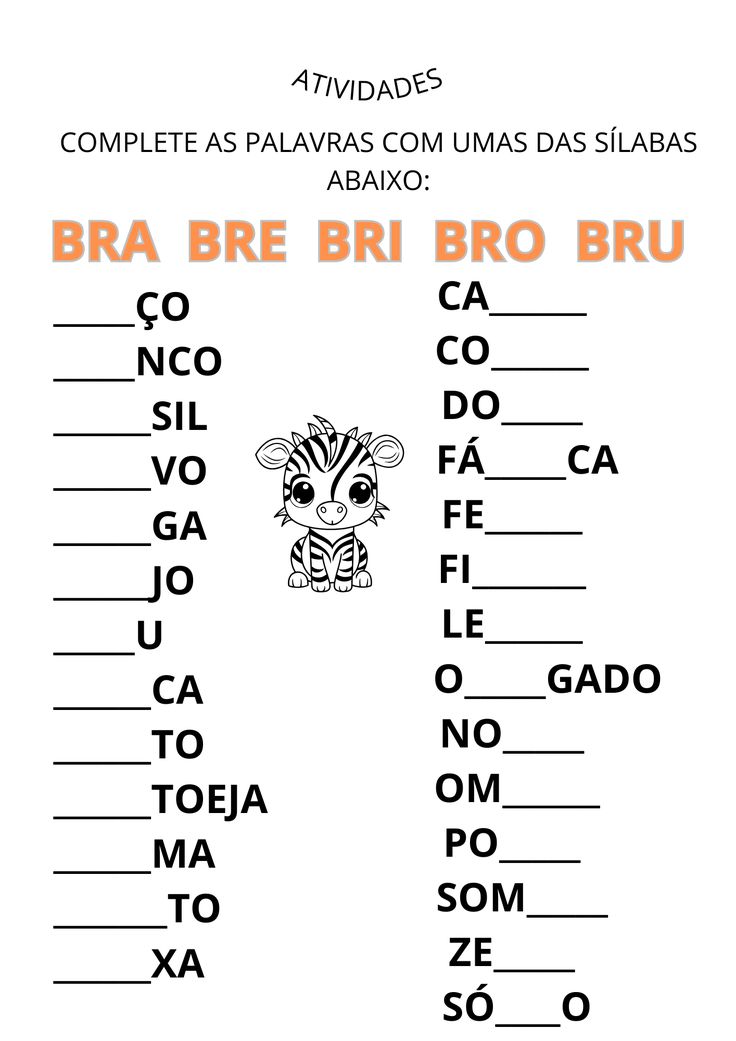 ATIVIDADES
COMPLETE AS PALAVRAS COM UMAS DAS SÍLABAS
ABAIXO:
BRA BRE BRI BRO BRU
_____ÇO
_____NCO
______SIL
______VO
______GA
______JO
_____U
______CA
______TO
______TOEJA
______MA
_______TO
______XA
CA______
CO______
DO_____
FÁ_____CA
FE______
FI_______
LE______
O_____GADO
NO_____
OM______
PO_____
SOM_____
ZE_____
SÓ____O